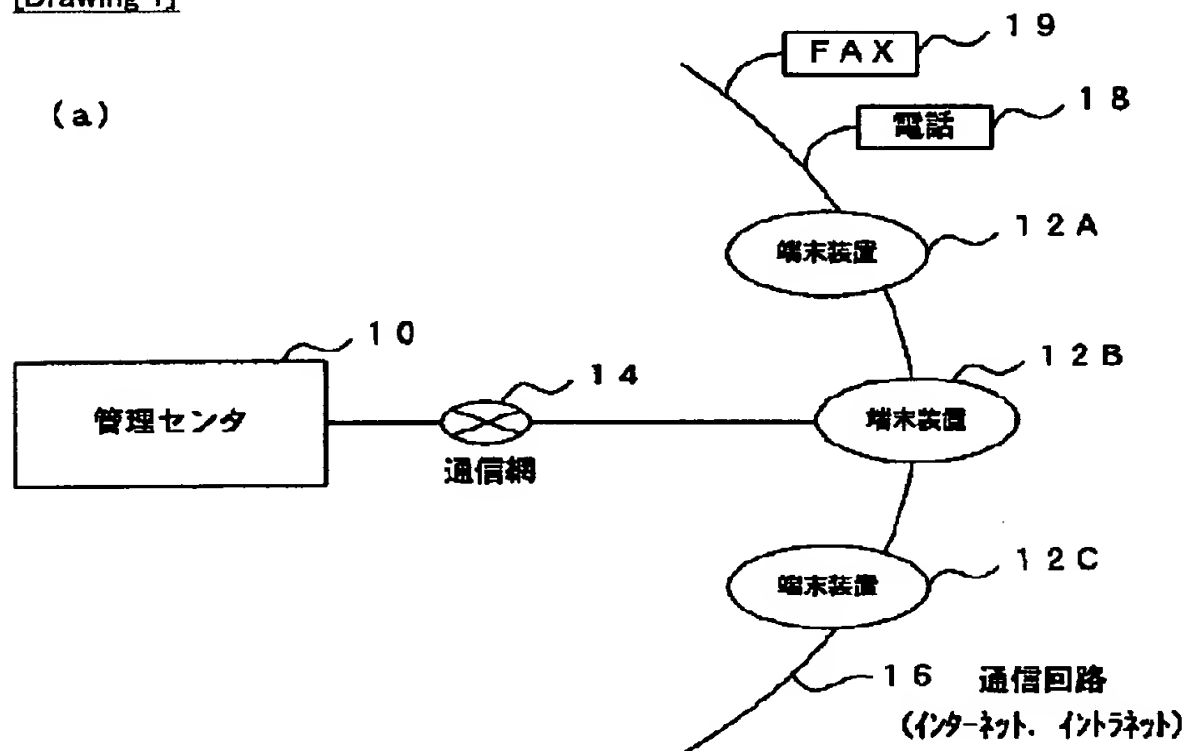 [Drawing 1]
(a)
FAX
19
電話
18
端末装置
12A
管理センタ
10
通信網
14
端末装置
12B
端末装置
12C
16 通信回路
(インターネット．イントラネット)